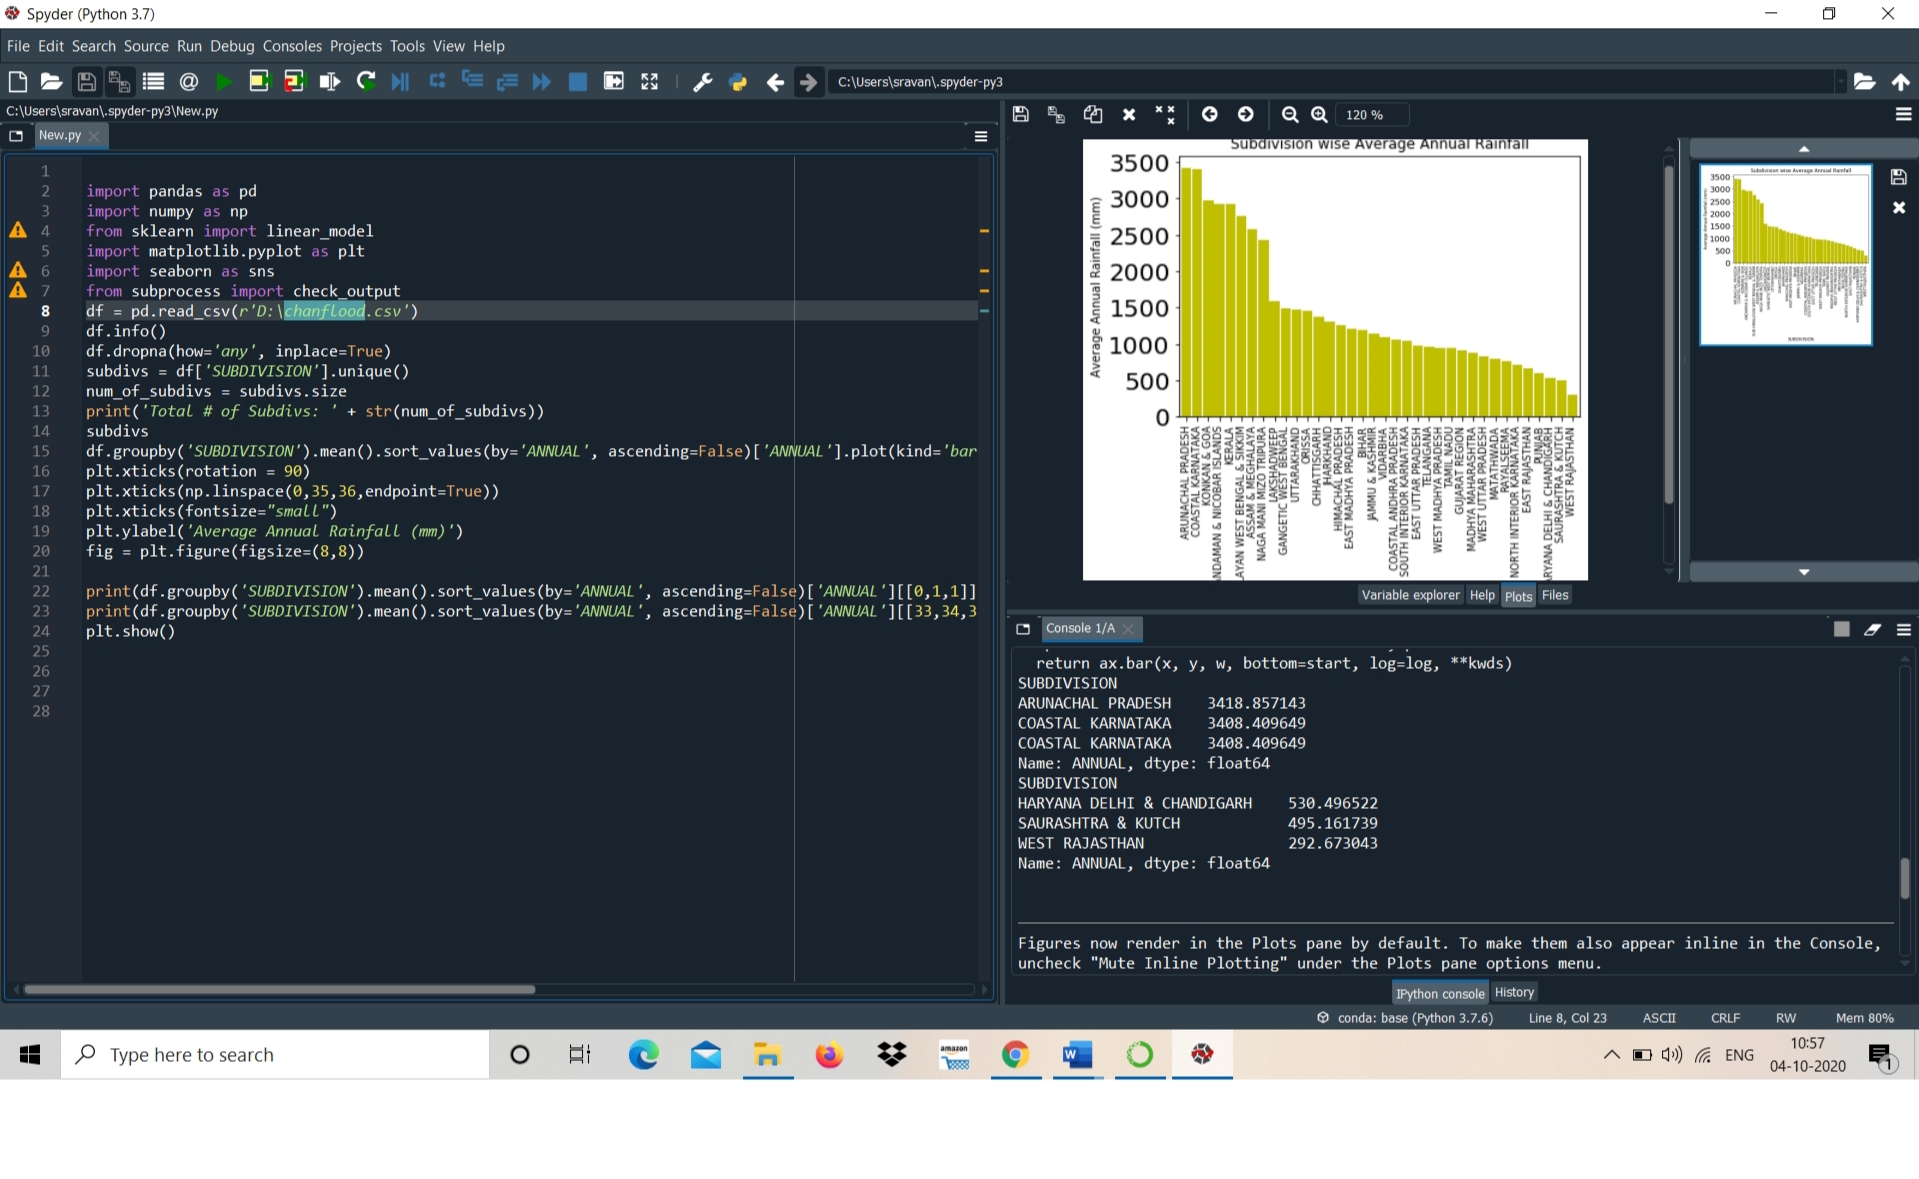 Spyder (Python 3.7)
File Edit Search Source Run Debug Consoles Projects Tools View Help
C:\Users\sravan\.spyder-py3
C:\Users\sravan\.spyder-py3\New.py
New.py
1
2 import pandas as pd
3 import numpy as np
4 from sklearn import linear_model
5 import matplotlib.pyplot as plt
6 import seaborn as sns
7 from subprocess import check_output
8 df = pd.read_csv(r'D:\chanflood.csv')
9 df.info()
10 df.dropna(how='any', inplace=True)
11 subdivs = df['SUBDIVISION'].unique()
12 num_of_subdivs = subdivs.size
13 print('Total # of Subdivs: ' + str(num_of_subdivs))
14 subdivs
15 df.groupby('SUBDIVISION').mean().sort_values(by='ANNUAL', ascending=False)['ANNUAL'].plot(kind='bar
16 plt.xticks(rotation = 90)
17 plt.xticks(np.linspace(0,35,36,endpoint=True))
18 plt.xticks(fontsize="small")
19 plt.ylabel('Average Annual Rainfall (mm)')
20 fig = plt.figure(figsize=(8,8))
21
22 print(df.groupby('SUBDIVISION').mean().sort_values(by='ANNUAL', ascending=False)['ANNUAL'][[0,1,1]]
23 print(df.groupby('SUBDIVISION').mean().sort_values(by='ANNUAL', ascending=False)['ANNUAL'][[33,34,3
24 plt.show()
25
26
27
28
120 %
Subdivision wise Average Annual Rainfall
Average Annual Rainfall (mm)
3500
3000
2500
2000
1500
1000
500
0
ARUNACHAL PRADESH
COASTAL KARNATAKA
KONKAN & GOA
NDAMAN & NICOBAR ISLANDS
KERALA
AYAN WEST BENGAL & SIKKIM
ASSAM & MEGHALAYA
NAGA MANI MIZO TRIPURA
LAKSHADWEEP
GANGETIC WEST BENGAL
UTTARAKHAND
ORISSA
CHHATTISGARH
JHARKHAND
HIMACHAL PRADESH
EAST MADHYA PRADESH
BIHAR
JAMMU & KASHMIR
VIDARBHA
COASTAL ANDHRA PRADESH
SOUTH INTERIOR KARNATAKA
EAST UTTAR PRADESH
TELANGANA
WEST MADHYA PRADESH
TAMIL NADU
GUJARAT REGION
MADHYA MAHARASHTRA
WEST UTTAR PRADESH
MATATHWADA
RAYALSEEMA
NORTH INTERIOR KARNATAKA
EAST RAJASTHAN
PUNJAB
RYANA DELHI & CHANDIGARH
SAURASHTRA & KUTCH
WEST RAJASTHAN
Subdivision wise Average Annual Rainfall
3500
3000
2500
2000
1500
1000
500
0
SUBDIVISION
Variable explorer Help Plots Files
Console 1/A
return ax.bar(x, y, w, bottom=start, log=log, **kwds)
SUBDIVISION
ARUNACHAL PRADESH 3418.857143
COASTAL KARNATAKA 3408.409649
COASTAL KARNATAKA 3408.409649
Name: ANNUAL, dtype: float64
SUBDIVISION
HARYANA DELHI & CHANDIGARH 530.496522
SAURASHTRA & KUTCH 495.161739
WEST RAJASTHAN 292.673043
Name: ANNUAL, dtype: float64
Figures now render in the Plots pane by default. To make them also appear inline in the Console,
uncheck "Mute Inline Plotting" under the Plots pane options menu.
IPython console History
conda: base (Python 3.7.6) Line 8, Col 23 ASCII CRLF RW Mem 80%
Type here to search
amazon
W
ENG
10:57
04-10-2020
1